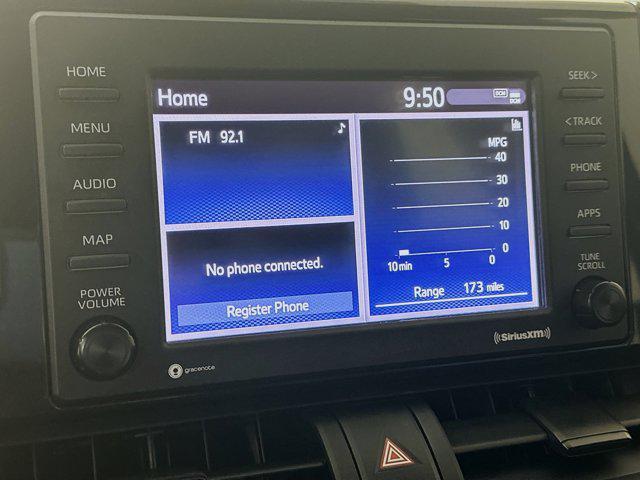 HOME
MENU
AUDIO
MAP
POWER
VOLUME
Home
9:50
DCM
DCM
FM 92.1
No phone connected.
Register Phone
MPG
40
30
20
10
0
10 min 5 0
Range 173 miles
SEEK >
< TRACK
PHONE
APPS
TUNE
SCROLL
gracenote
((SiriusXM))